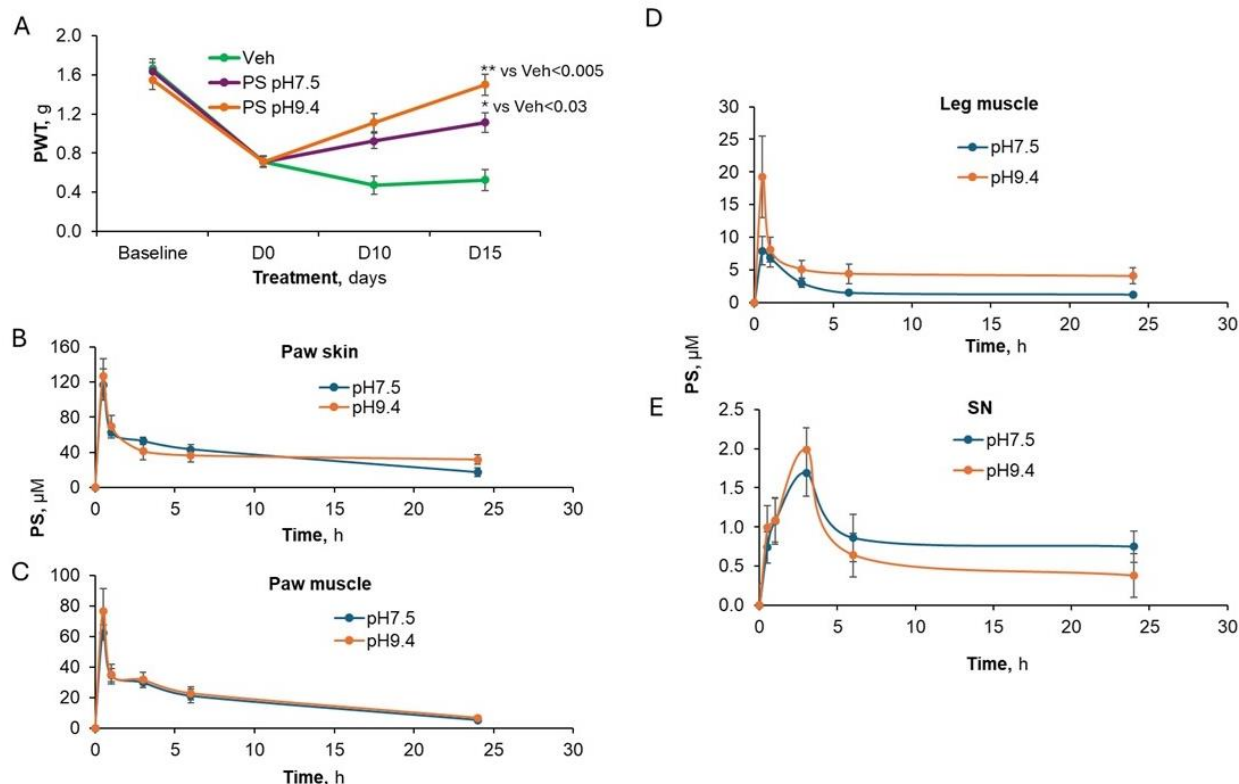 A
2.0
1.6
1.2
0.8
0.4
0.0
PWT, g
Veh
PS pH7.5
PS pH9.4
** vs Veh<0.005
* vs Veh<0.03
Baseline D0 D10 D15
Treatment, days
B
Paw skin
160
120
80
40
0
pH7.5
pH9.4
0 5 10 15 20 25 30
Time, h
PS, µM
C
Paw muscle
100
80
60
40
20
0
pH7.5
pH9.4
0 5 10 15 20 25 30
Time, h
D
Leg muscle
30
25
20
15
10
5
0
pH7.5
pH9.4
0 5 10 15 20 25 30
Time, h
PS, µM
E
SN
2.5
2.0
1.5
1.0
0.5
0.0
pH7.5
pH9.4
0 5 10 15 20 25 30
Time, h